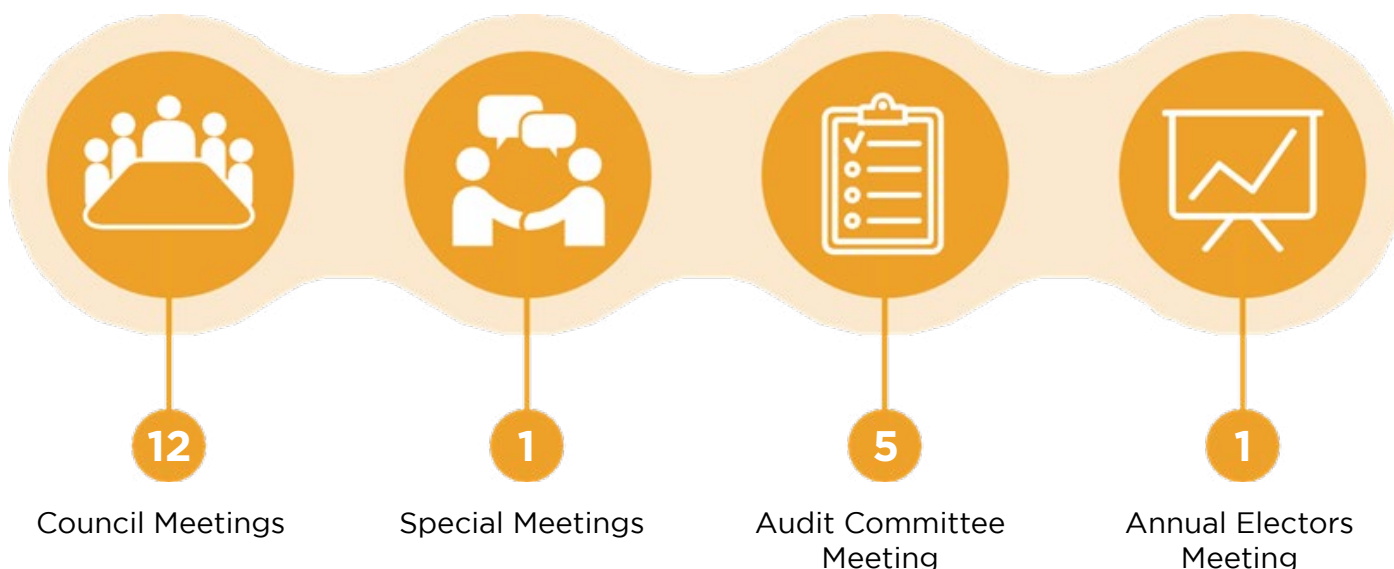 12
1
5
1
Council Meetings
Special Meetings
Audit Committee
Meeting
Annual Electors
Meeting